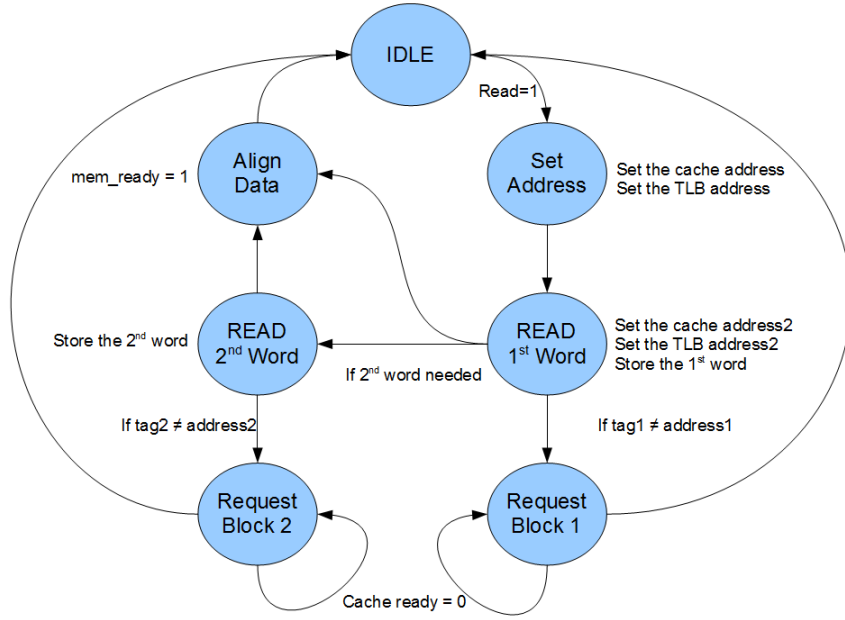 IDLE
Read=1
Align
Data
mem_ready = 1
Set
Address
Set the cache address
Set the TLB address
READ
2nd Word
Store the 2nd word
READ
1st Word
Set the cache address2
Set the TLB address2
Store the 1st word
If 2nd word needed
If tag2 ≠ address2
If tag1 ≠ address1
Request
Block 2
Request
Block 1
Cache ready = 0